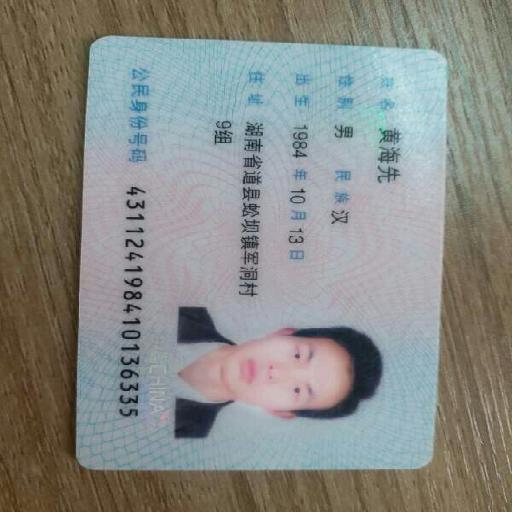 姓名 黄海先
性别 男 民族 汉
出生 1984 年 10 月 13 日
住址 湖南省道县蚣坝镇军洞村
9组
公民身份号码 431124198410136335
CHINA